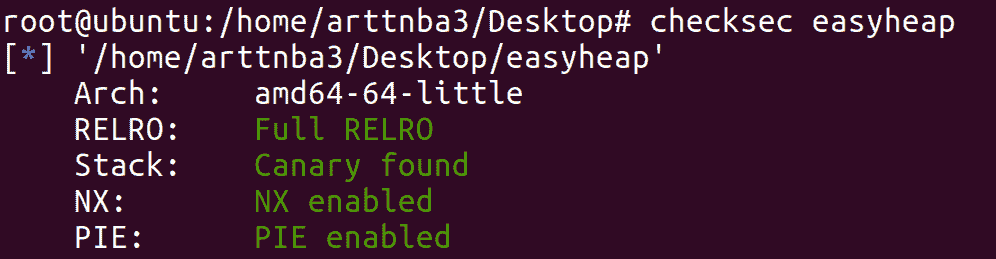 root@ubuntu:/home/arttnba3/Desktop# checksec easyheap
[*] '/home/arttnba3/Desktop/easyheap'
    Arch:     amd64-64-little
    RELRO:    Full RELRO
    Stack:    Canary found
    NX:       NX enabled
    PIE:      PIE enabled